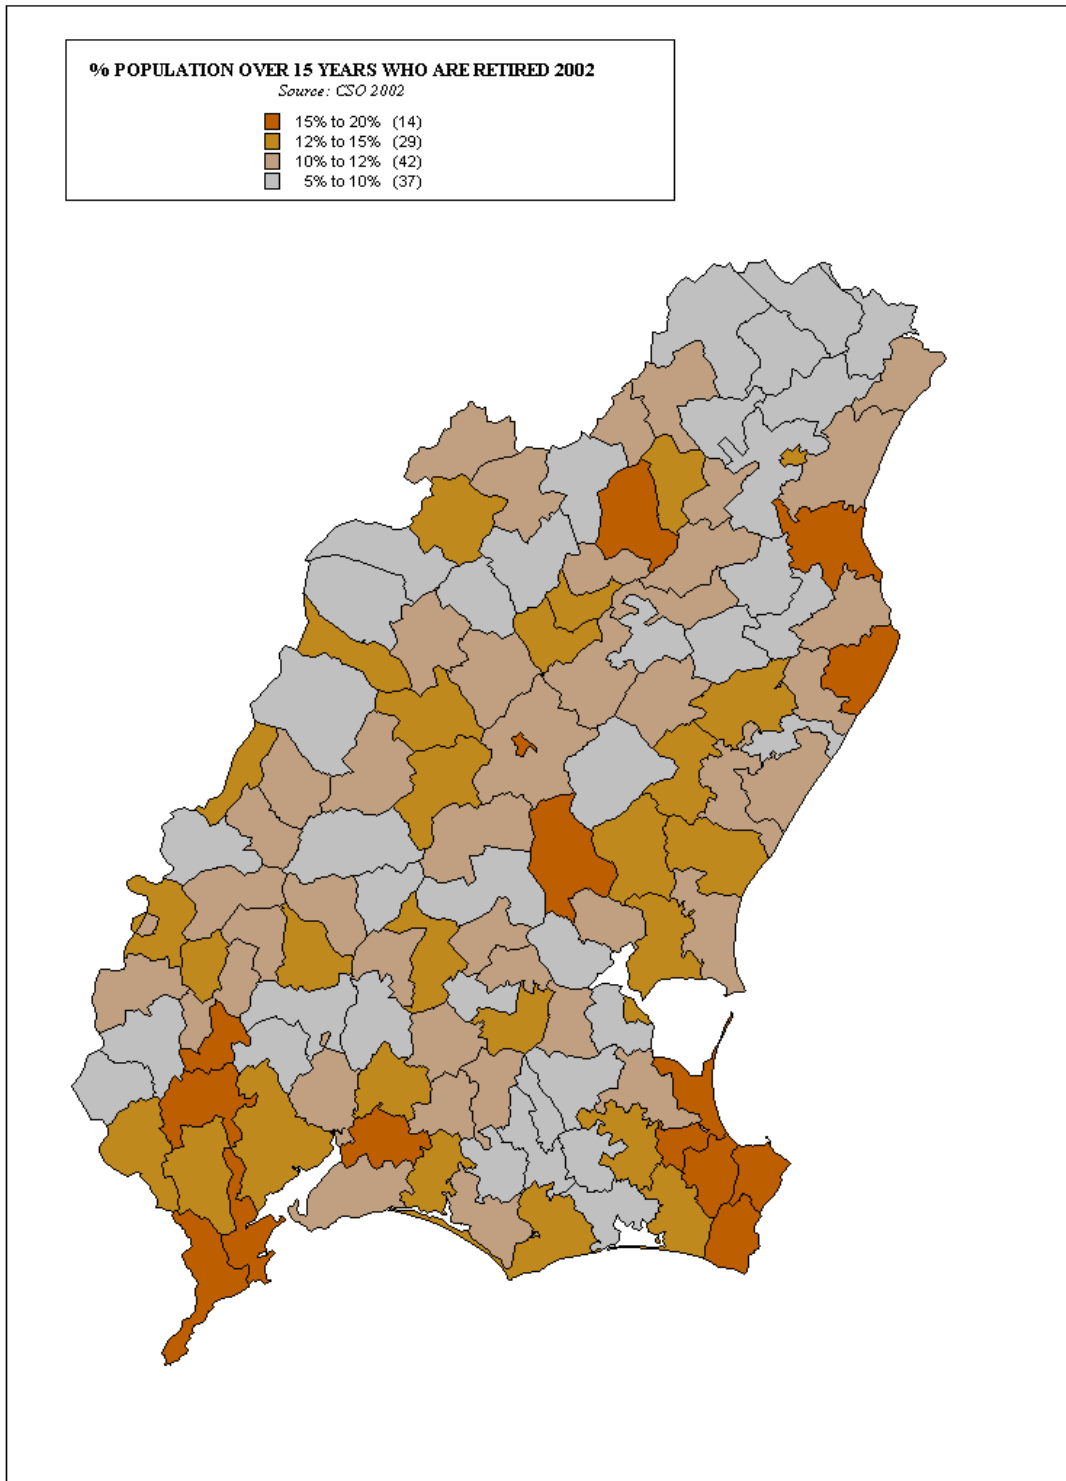 % POPULATION OVER 15 YEARS WHO ARE RETIRED 2002
Source: CSO 2002
15% to 20% (14)
12% to 15% (29)
10% to 12% (42)
5% to 10% (37)